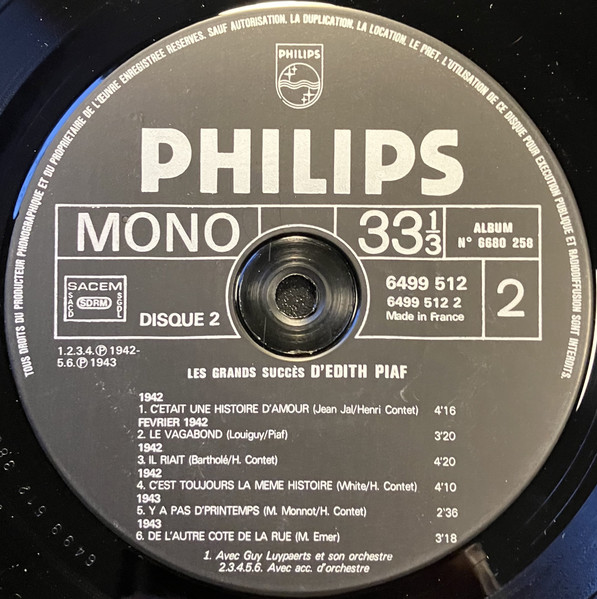 TOUS DROITS DU PRODUCTEUR PHONOGRAPHIQUE ET DU PROPRIETAIRE DE L'ŒUVRE ENREGISTREE RESERVES. SAUF AUTORISATION, LA DUPLICATION, LA LOCATION, LE PRET, L'UTILISATION DE CE DISQUE POUR EXECUTION PUBLIQUE ET RADIODIFFUSION SONT INTERDITS.
PHILIPS
PHILIPS
MONO
33 1/3
ALBUM
N° 6680 258
SACEM
SACD
SDRM
SGDL
DISQUE 2
6499 512
6499 512 2
Made in France
2
1.2.3.4.Ⓟ 1942-
5.6.Ⓟ 1943
LES GRANDS SUCCÈS D'EDITH PIAF
1942
1. C'ETAIT UNE HISTOIRE D'AMOUR (Jean Jal/Henri Contet) 4'16
FEVRIER 1942
2. LE VAGABOND (Louiguy/Piaf) 3'20
1942
3. IL RIAIT (Bartholé/H. Contet) 4'20
1942
4. C'EST TOUJOURS LA MEME HISTOIRE (White/H. Contet) 4'10
1943
5. Y A PAS D'PRINTEMPS (M. Monnot/H. Contet) 2'36
1943
6. DE L'AUTRE COTE DE LA RUE (M. Emer) 3'18
1. Avec Guy Luypaerts et son orchestre
2.3.4.5.6. Avec acc. d'orchestre